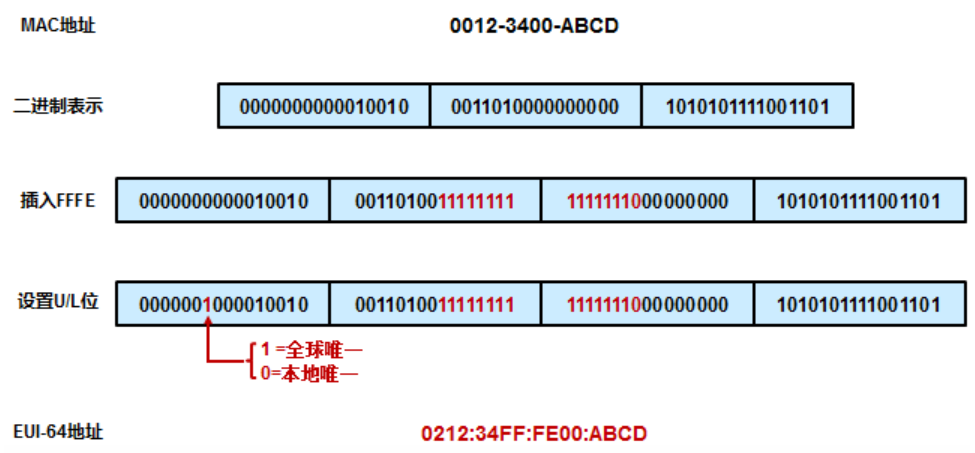 MAC地址 0012-3400-ABCD
二进制表示 0000000000010010 0011010000000000 1010101111001101
插入FFFE 0000000000010010 0011010011111111 1111111000000000 1010101111001101
设置U/L位 0000001000010010 0011010011111111 1111111000000000 1010101111001101
1 =全球唯一
0=本地唯一
EUI-64地址 0212:34FF:FE00:ABCD